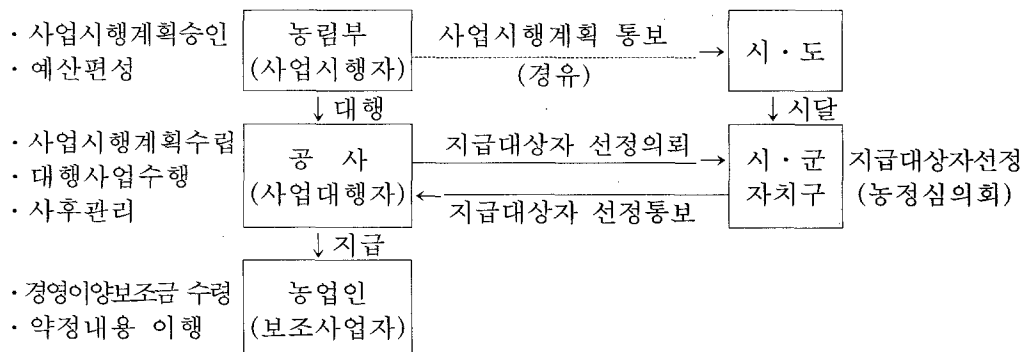 · 사업시행계획승인 농림부 사업시행계획 통보 → 시 · 도
· 예산편성 (사업시행자) (경유)
↓ 대행 ↓ 시달
· 사업시행계획수립 공 사 지급대상자 선정의뢰 → 시 · 군 지급대상자선정
· 대행사업수행 (사업대행자) ← 자치구 (농정심의회)
· 사후관리 지급대상자 선정통보
↓ 지급
· 경영이양보조금 수령 농업인
· 약정내용 이행 (보조사업자)